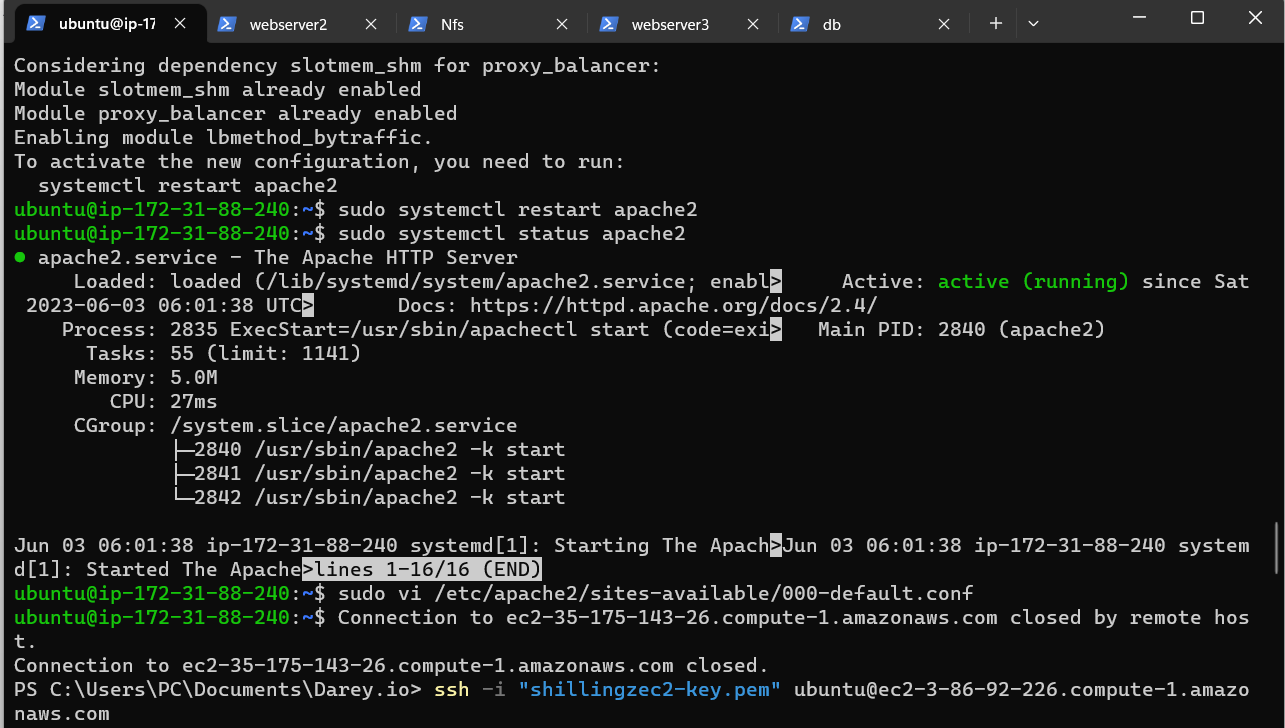 ubuntu@ip-17 webserver2 Nfs webserver3 db
Considering dependency slotmem_shm for proxy_balancer:
Module slotmem_shm already enabled
Module proxy_balancer already enabled
Enabling module lbmethod_bytraffic.
To activate the new configuration, you need to run:
  systemctl restart apache2
ubuntu@ip-172-31-88-240:~$ sudo systemctl restart apache2
ubuntu@ip-172-31-88-240:~$ sudo systemctl status apache2
● apache2.service - The Apache HTTP Server
     Loaded: loaded (/lib/systemd/system/apache2.service; enabl>     Active: active (running) since Sat
 2023-06-03 06:01:38 UTC>       Docs: https://httpd.apache.org/docs/2.4/
    Process: 2835 ExecStart=/usr/sbin/apachectl start (code=exi>   Main PID: 2840 (apache2)
      Tasks: 55 (limit: 1141)
     Memory: 5.0M
        CPU: 27ms
     CGroup: /system.slice/apache2.service
             ├─2840 /usr/sbin/apache2 -k start
             ├─2841 /usr/sbin/apache2 -k start
             └─2842 /usr/sbin/apache2 -k start
Jun 03 06:01:38 ip-172-31-88-240 systemd[1]: Starting The Apach>Jun 03 06:01:38 ip-172-31-88-240 system
d[1]: Started The Apache>lines 1-16/16 (END)
ubuntu@ip-172-31-88-240:~$ sudo vi /etc/apache2/sites-available/000-default.conf
ubuntu@ip-172-31-88-240:~$ Connection to ec2-35-175-143-26.compute-1.amazonaws.com closed by remote hos
t.
Connection to ec2-35-175-143-26.compute-1.amazonaws.com closed.
PS C:\Users\PC\Documents\Darey.io> ssh -i "shillingzec2-key.pem" ubuntu@ec2-3-86-92-226.compute-1.amazo
naws.com